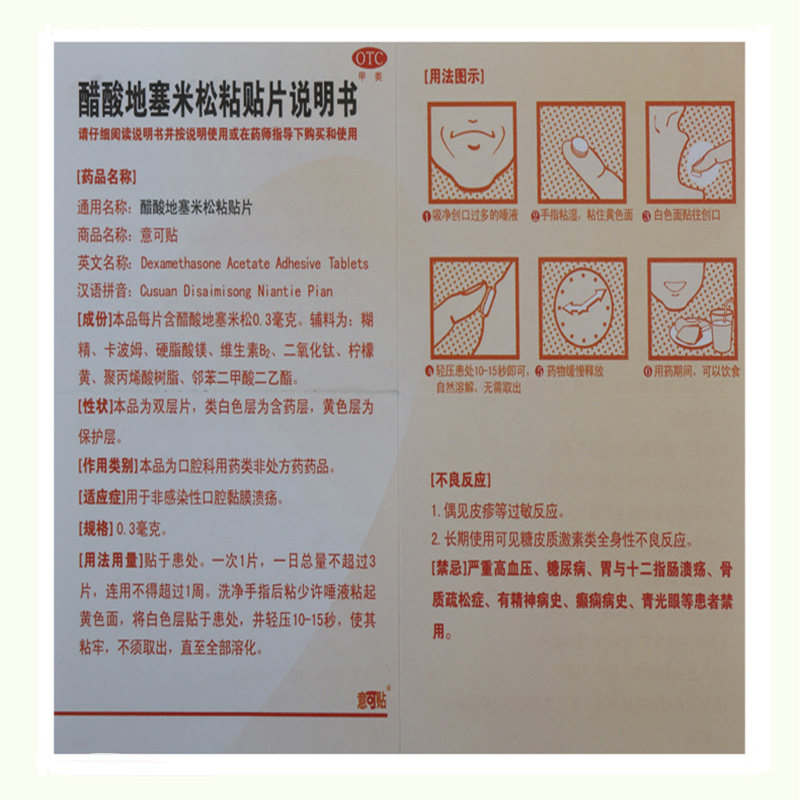 OTC
甲类
醋酸地塞米松粘贴片说明书
请仔细阅读说明书并按说明使用或在药师指导下购买和使用
[药品名称]
通用名称：醋酸地塞米松粘贴片
商品名称：意可贴
英文名称：Dexamethasone Acetate Adhesive Tablets
汉语拼音：Cusuan Disaimisong Niantie Pian
[成份]本品每片含醋酸地塞米松0.3毫克。辅料为：糊
精、卡波姆、硬脂酸镁、维生素B₂、二氧化钛、柠檬
黄、聚丙烯酸树脂、邻苯二甲酸二乙酯。
[性状]本品为双层片，类白色层为含药层，黄色层为
保护层。
[作用类别]本品为口腔科用药类非处方药药品。
[适应症]用于非感染性口腔黏膜溃疡。
[规格]0.3毫克。
[用法用量]贴于患处。一次1片，一日总量不超过3
片，连用不得超过1周。洗净手指后粘少许唾液粘起
黄色面，将白色层贴于患处，并轻压10-15秒，使其
粘牢，不须取出，直至全部溶化。
意可贴®
[用法图示]
❶吸净创口过多的唾液
❷手指粘湿、粘住黄色面
❸白色面贴往创口
❹轻压患处10-15秒即可，
自然溶解，无需取出
❺药物缓慢释放
❻用药期间，可以饮食
[不良反应]
1.偶见皮疹等过敏反应。
2.长期使用可见糖皮质激素类全身性不良反应。
[禁忌]严重高血压、糖尿病、胃与十二指肠溃疡、骨
质疏松症、有精神病史、癫痫病史、青光眼等患者禁
用。